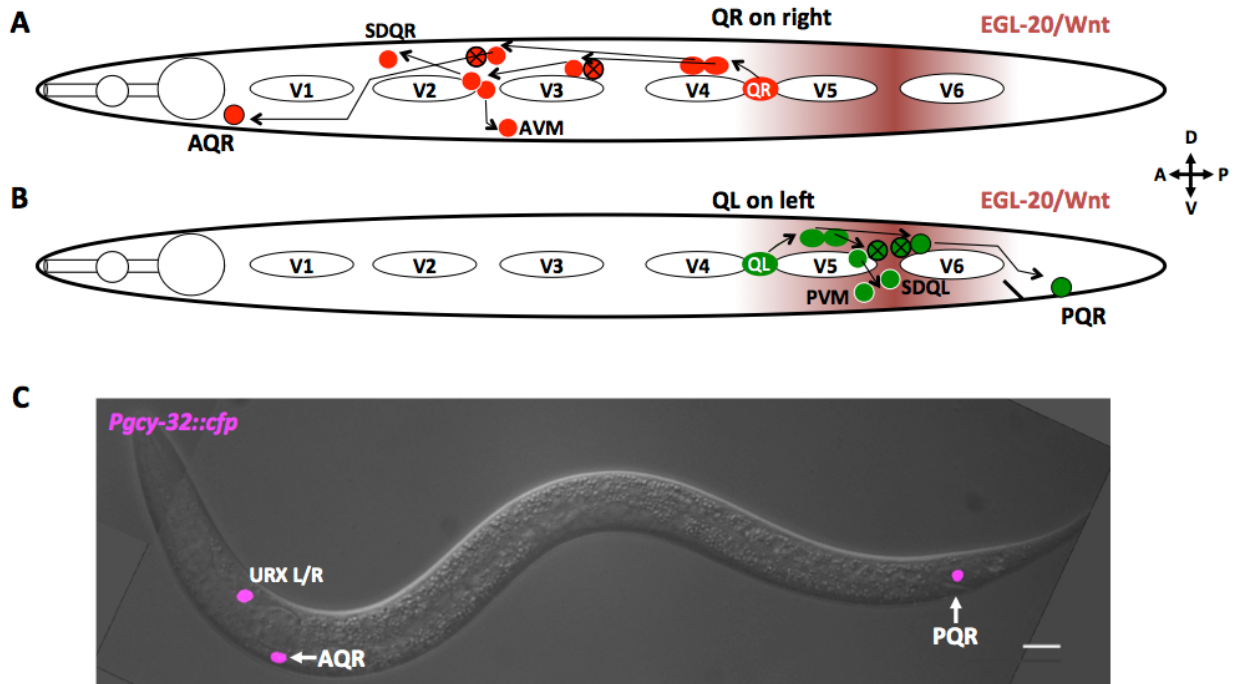 A
QR on right
EGL-20/Wnt
SDQR
V1
V2
V3
V4
QR
V5
V6
AVM
AQR
D
A
P
V
B
QL on left
EGL-20/Wnt
V1
V2
V3
V4
QL
V5
V6
PVM
SDQL
PQR
C
Pgcy-32::cfp
URX L/R
AQR
PQR